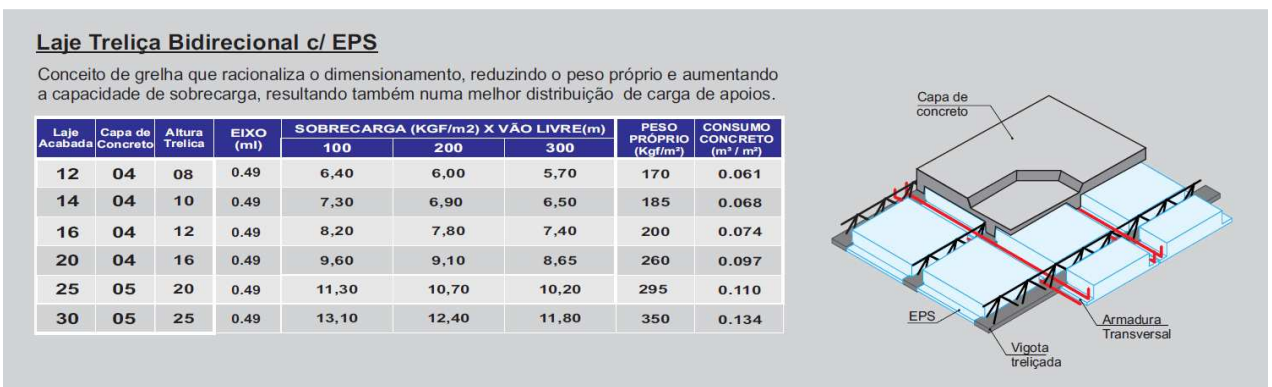 Laje Treliça Bidirecional c/ EPS
Conceito de grelha que racionaliza o dimensionamento, reduzindo o peso próprio e aumentando
a capacidade de sobrecarga, resultando também numa melhor distribuição de carga de apoios.
Laje Acabada Capa de Concreto Altura Trelica EIXO (ml) SOBRECARGA (KGF/m2) X VÃO LIVRE(m) PESO PRÓPRIO (Kgf/m²) CONSUMO CONCRETO (m³ / m²)
100 200 300
12 04 08 0.49 6,40 6,00 5,70 170 0.061
14 04 10 0.49 7,30 6,90 6,50 185 0.068
16 04 12 0.49 8,20 7,80 7,40 200 0.074
20 04 16 0.49 9,60 9,10 8,65 260 0.097
25 05 20 0.49 11,30 10,70 10,20 295 0.110
30 05 25 0.49 13,10 12,40 11,80 350 0.134
Capa de
concreto
EPS
Vigota
treliçada
Armadura
Transversal